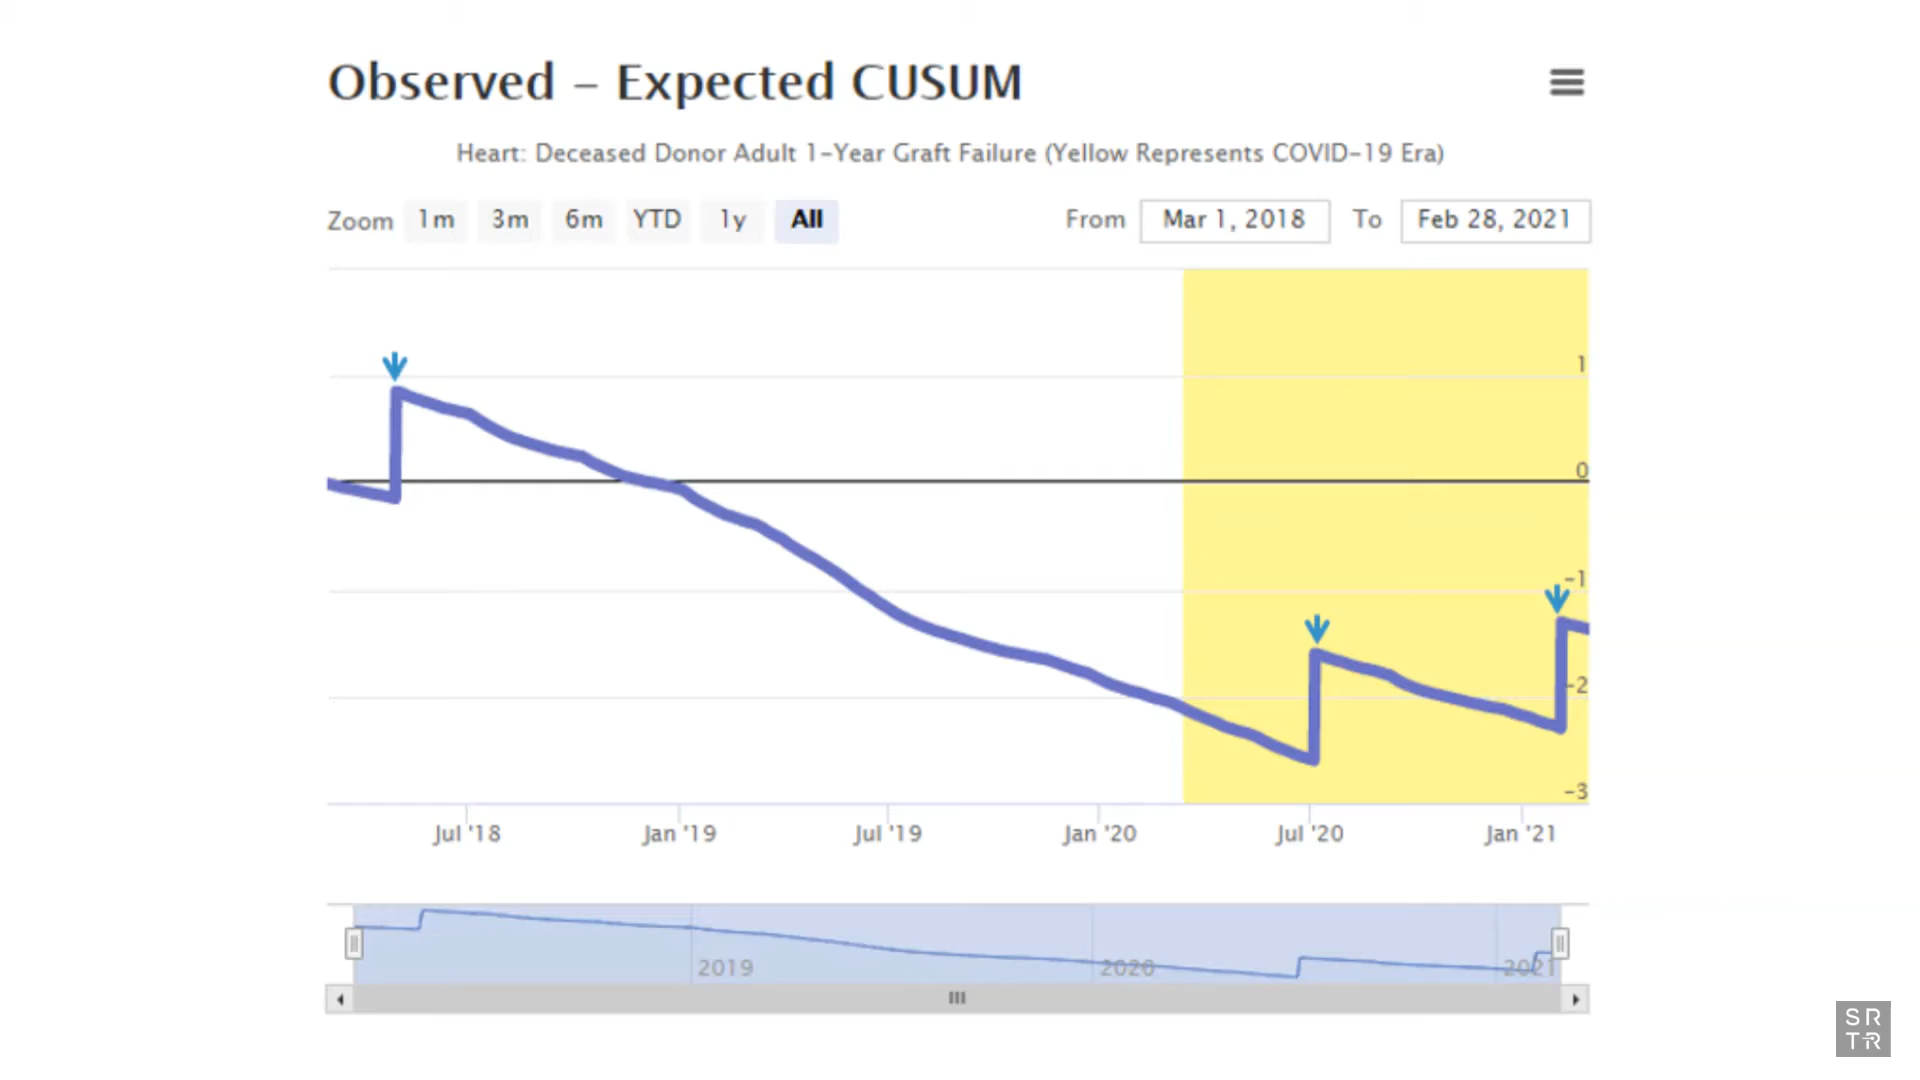 Observed – Expected CUSUM
Heart: Deceased Donor Adult 1-Year Graft Failure (Yellow Represents COVID-19 Era)
Zoom 1m 3m 6m YTD 1y All From Mar 1, 2018 To Feb 28, 2021
1
0
-1
-2
-3
Jul '18 Jan '19 Jul '19 Jan '20 Jul '20 Jan '21
2019 2020 2021
SR
TR